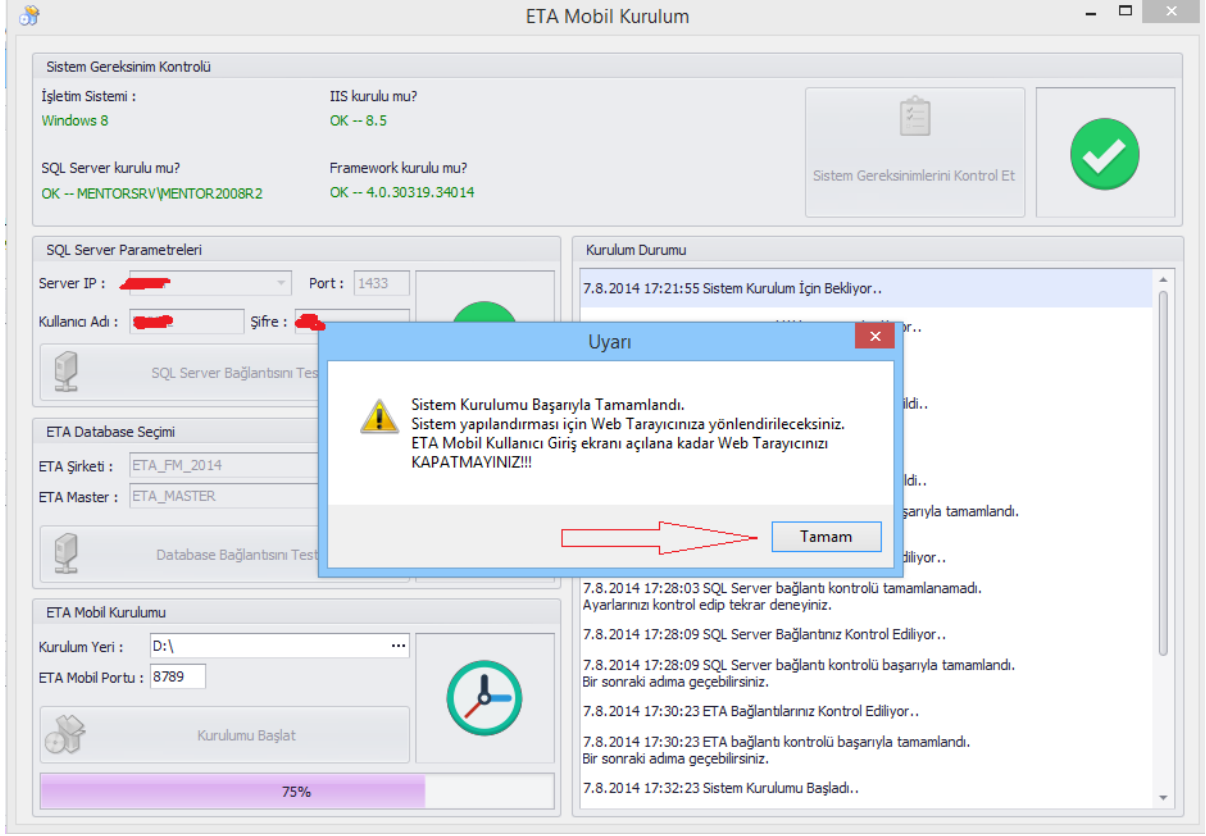 ETA Mobil Kurulum
Sistem Gereksinim Kontrolü
İşletim Sistemi :
IIS kurulu mu?
Windows 8
OK -- 8.5
SQL Server kurulu mu?
Framework kurulu mu?
OK -- MENTORSRV\MENTOR2008R2
OK -- 4.0.30319.34014
Sistem Gereksinimlerini Kontrol Et
SQL Server Parametreleri
Server IP :
Port : 1433
Kullanıcı Adı :
Şifre :
SQL Server Bağlantısını Tes
ETA Database Seçimi
ETA Şirketi : ETA_FM_2014
ETA Master : ETA_MASTER
Database Bağlantısını Test
ETA Mobil Kurulumu
Kurulum Yeri : D:\ ...
ETA Mobil Portu : 8789
Kurulumu Başlat
75%
Kurulum Durumu
7.8.2014 17:21:55 Sistem Kurulum İçin Bekliyor..
Uyarı
Sistem Kurulumu Başarıyla Tamamlandı.
Sistem yapılandırması için Web Tarayıcınıza yönlendirileceksiniz.
ETA Mobil Kullanıcı Giriş ekranı açılana kadar Web Tarayıcınızı
KAPATMAYINIZ!!!
Tamam
tamamlandı.
7.8.2014 17:28:03 SQL Server bağlantı kontrolü tamamlanamadı.
Ayarlarınızı kontrol edip tekrar deneyiniz.
7.8.2014 17:28:09 SQL Server Bağlantınız Kontrol Ediliyor..
7.8.2014 17:28:09 SQL Server bağlantı kontrolü başarıyla tamamlandı.
Bir sonraki adıma geçebilirsiniz.
7.8.2014 17:30:23 ETA Bağlantılarınız Kontrol Ediliyor..
7.8.2014 17:30:23 ETA bağlantı kontrolü başarıyla tamamlandı.
Bir sonraki adıma geçebilirsiniz.
7.8.2014 17:32:23 Sistem Kurulumu Başladı..